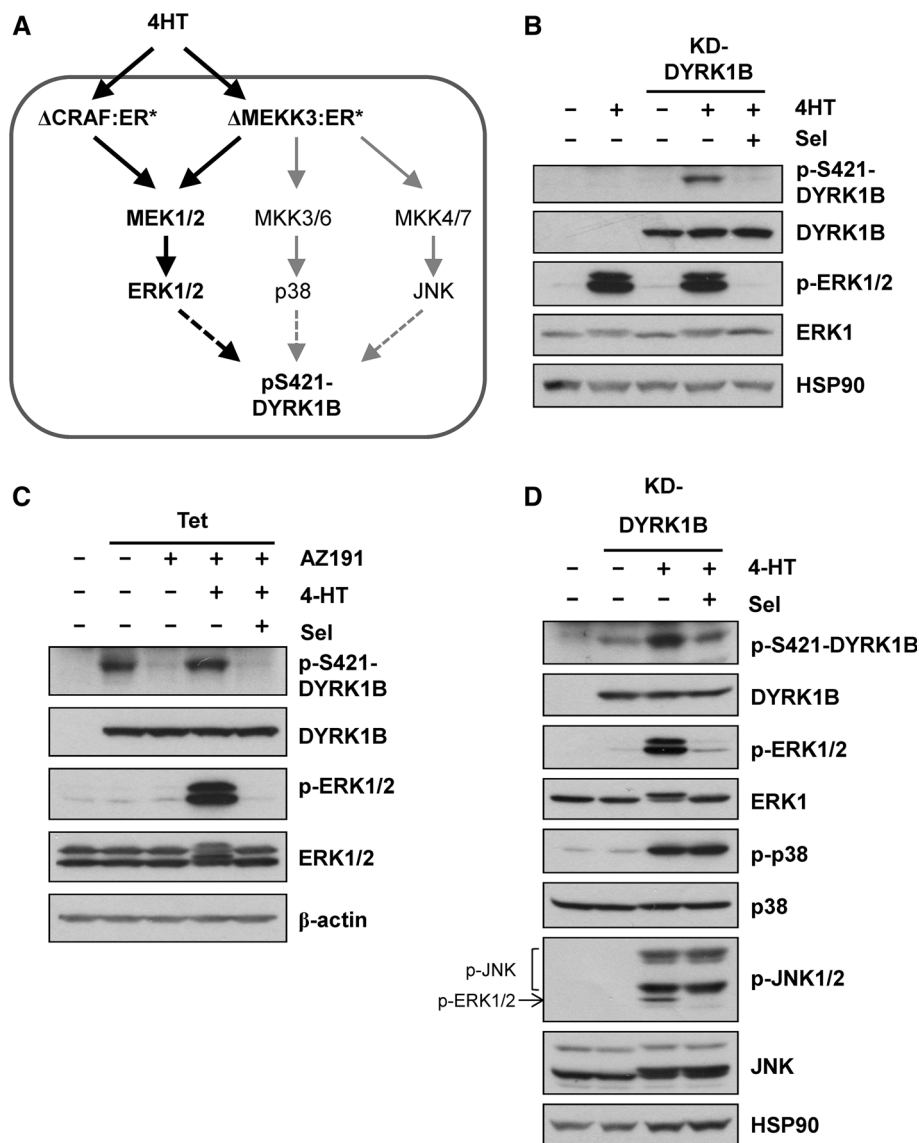 A
4HT
ΔCRAF:ER* ΔMEKK3:ER*
MEK1/2 MKK3/6 MKK4/7
ERK1/2 p38 JNK
pS421-
DYRK1B
B
KD-
DYRK1B
– + – + + 4HT
– – – – + Sel
p-S421-
DYRK1B
DYRK1B
p-ERK1/2
ERK1
HSP90
C
Tet
– – + + + AZ191
– – – + + 4-HT
– – – – + Sel
p-S421-
DYRK1B
DYRK1B
p-ERK1/2
ERK1/2
β-actin
D
KD-
DYRK1B
– – + + 4-HT
– – – + Sel
p-S421-DYRK1B
DYRK1B
p-ERK1/2
ERK1
p-p38
p38
p-JNK
p-ERK1/2
p-JNK1/2
JNK
HSP90